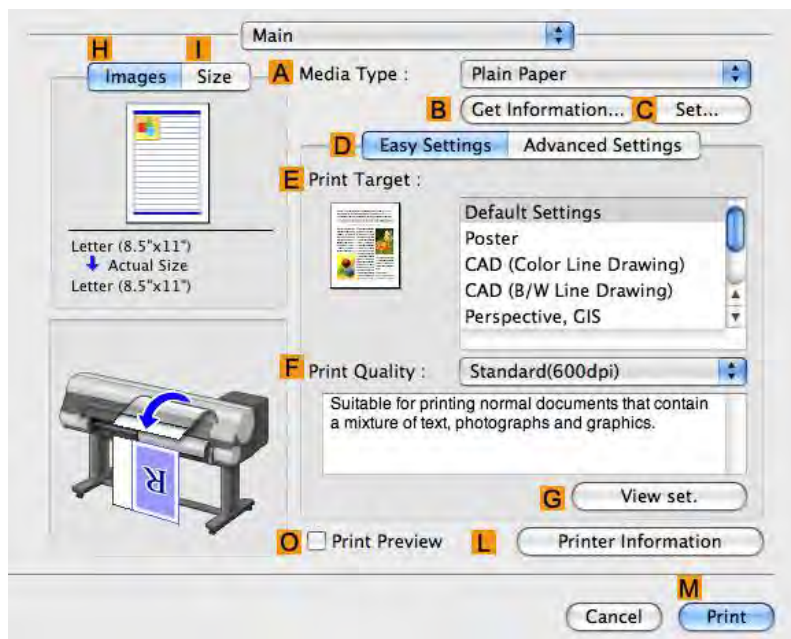 Main
H I
Images Size
A Media Type : Plain Paper
B Get Information... C Set...
D Easy Settings Advanced Settings
E Print Target :
Default Settings
Poster
CAD (Color Line Drawing)
CAD (B/W Line Drawing)
Perspective, GIS
Letter (8.5"x11")
Actual Size
Letter (8.5"x11")
F Print Quality : Standard(600dpi)
Suitable for printing normal documents that contain
a mixture of text, photographs and graphics.
R
G View set.
O Print Preview L Printer Information
M
Cancel Print